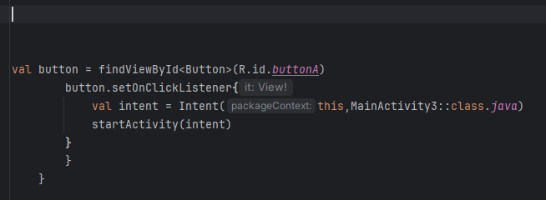 val button = findViewById<Button>(R.id.buttonA)
button.setOnClickListener{ it: View!
val intent = Intent( packageContext: this,MainActivity3::class.java)
startActivity(intent)
}
}
}